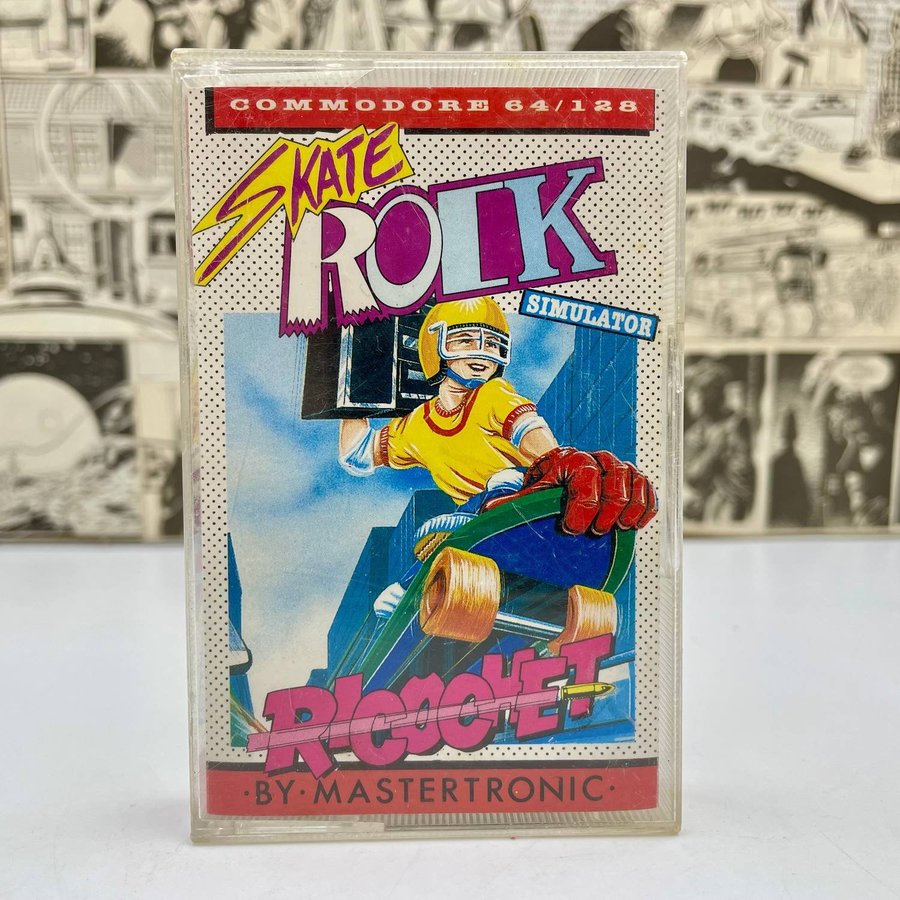 COMMODORE 64/128
SKATE
ROCK
SIMULATOR
RICOCHET
·BY·MASTERTRONIC·